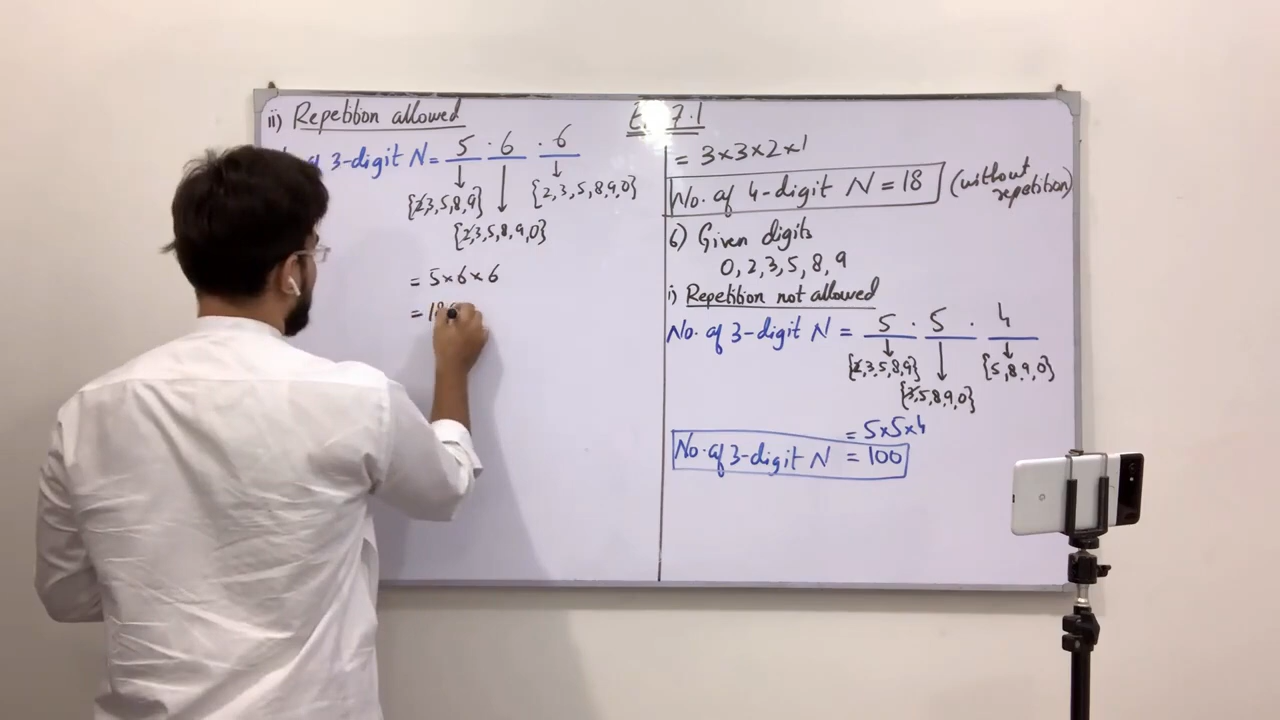 ii) Repetition allowed
of 3-digit N = 5 . 6 . 6
{2,3,5,8,9}
{2,3,5,8,9,0}
{2,3,5,8,9,0}
= 5×6×6
= 18
7.1
= 3×3×2×1
No. of 4-digit N = 18 (without repetition)
6) Given digits
0, 2, 3, 5, 8, 9
i) Repetition not allowed
No. of 3-digit N = 5 . 5 . 4
{2,3,5,8,9}
{3,5,8,9,0}
{5,8,9,0}
= 5×5×4
No. of 3-digit N = 100
G